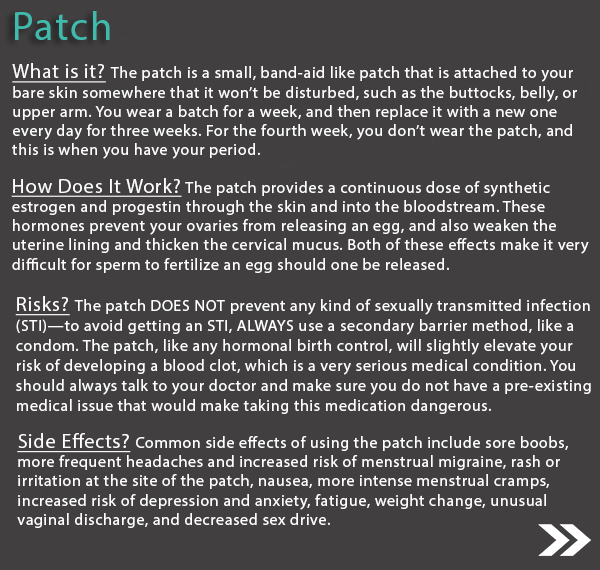 Patch
What is it? The patch is a small, band-aid like patch that is attached to your
bare skin somewhere that it won't be disturbed, such as the buttocks, belly, or
upper arm. You wear a batch for a week, and then replace it with a new one
every day for three weeks. For the fourth week, you don't wear the patch, and
this is when you have your period.
How Does It Work? The patch provides a continuous dose of synthetic
estrogen and progestin through the skin and into the bloodstream. These
hormones prevent your ovaries from releasing an egg, and also weaken the
uterine lining and thicken the cervical mucus. Both of these effects make it very
difficult for sperm to fertilize an egg should one be released.
Risks? The patch DOES NOT prevent any kind of sexually transmitted infection
(STI)—to avoid getting an STI, ALWAYS use a secondary barrier method, like a
condom. The patch, like any hormonal birth control, will slightly elevate your
risk of developing a blood clot, which is a very serious medical condition. You
should always talk to your doctor and make sure you do not have a pre-existing
medical issue that would make taking this medication dangerous.
Side Effects? Common side effects of using the patch include sore boobs,
more frequent headaches and increased risk of menstrual migraine, rash or
irritation at the site of the patch, nausea, more intense menstrual cramps,
increased risk of depression and anxiety, fatigue, weight change, unusual
vaginal discharge, and decreased sex drive.